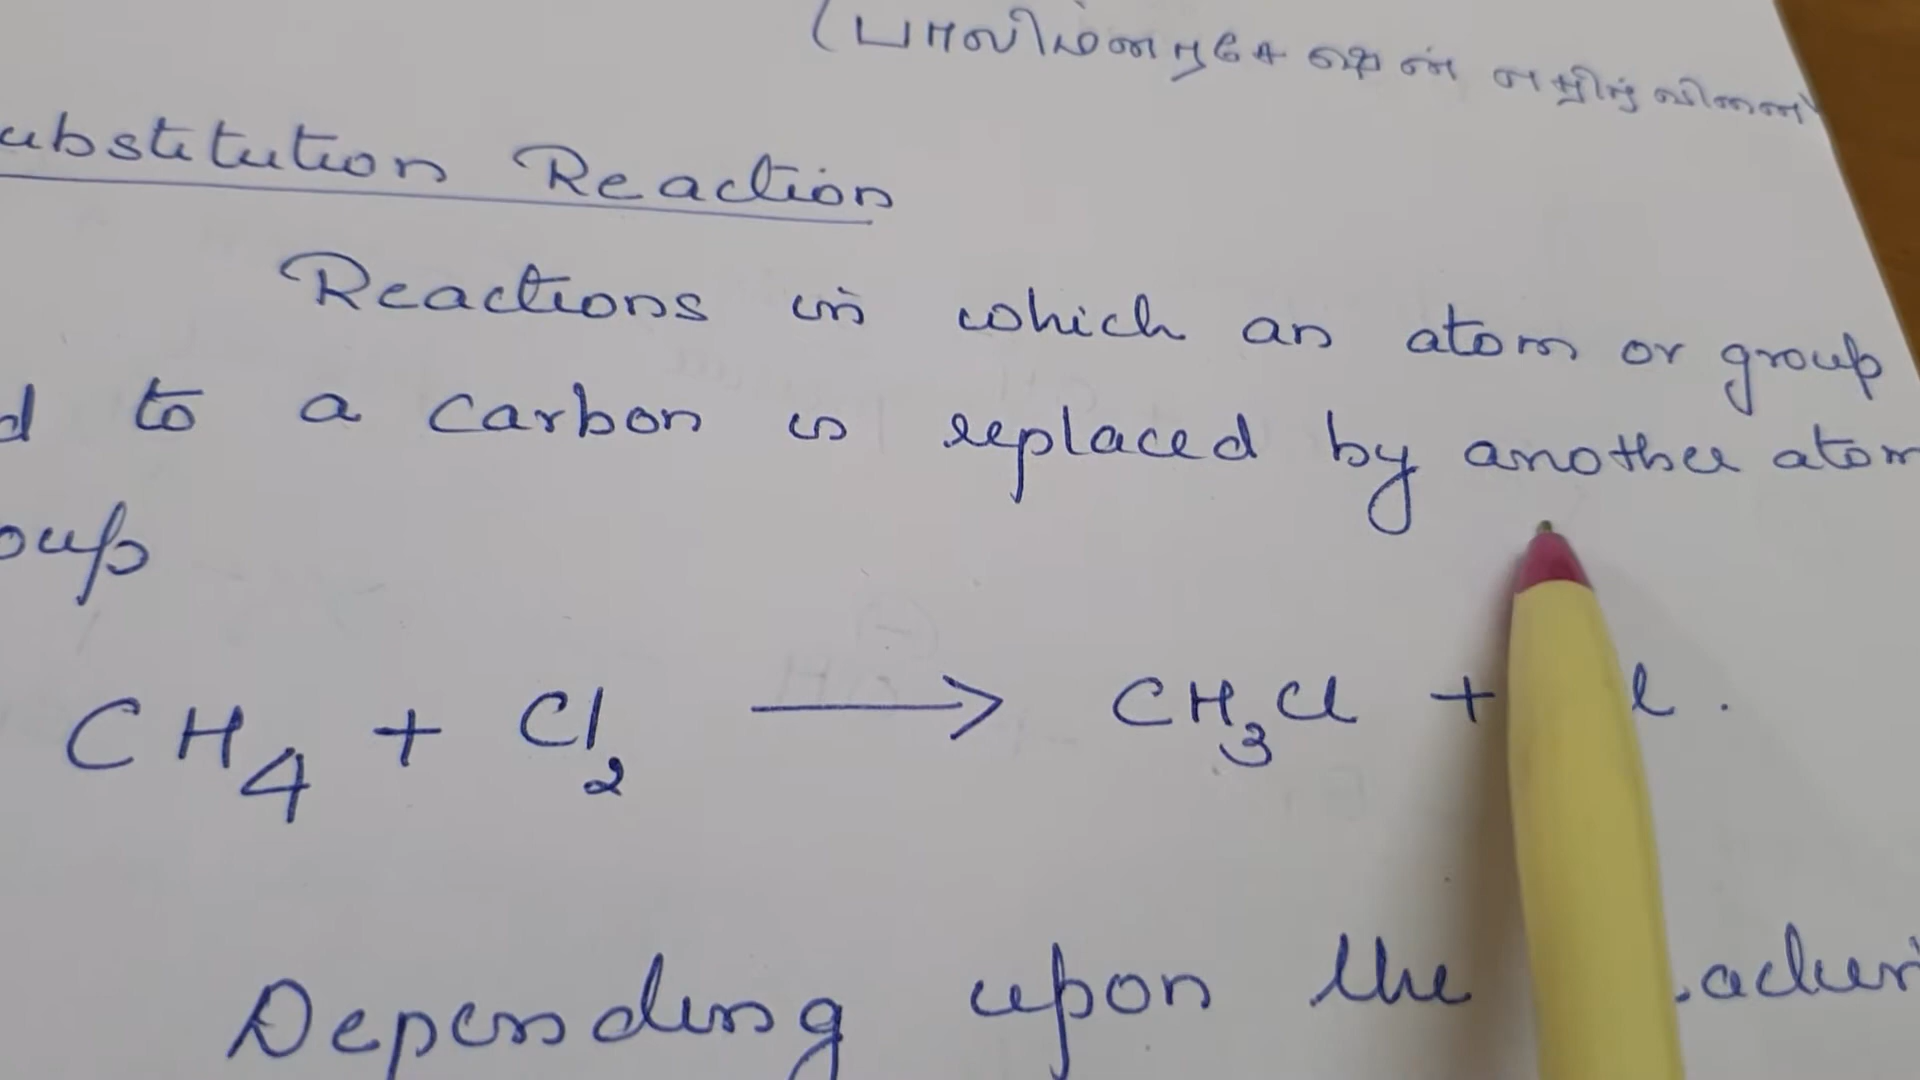 ubstitution Reaction
Reactions in which an atom or group
d to a carbon is replaced by another atom
oup
CH₄ + Cl₂ ⟶ CH₃Cl + l .
Depending upon the